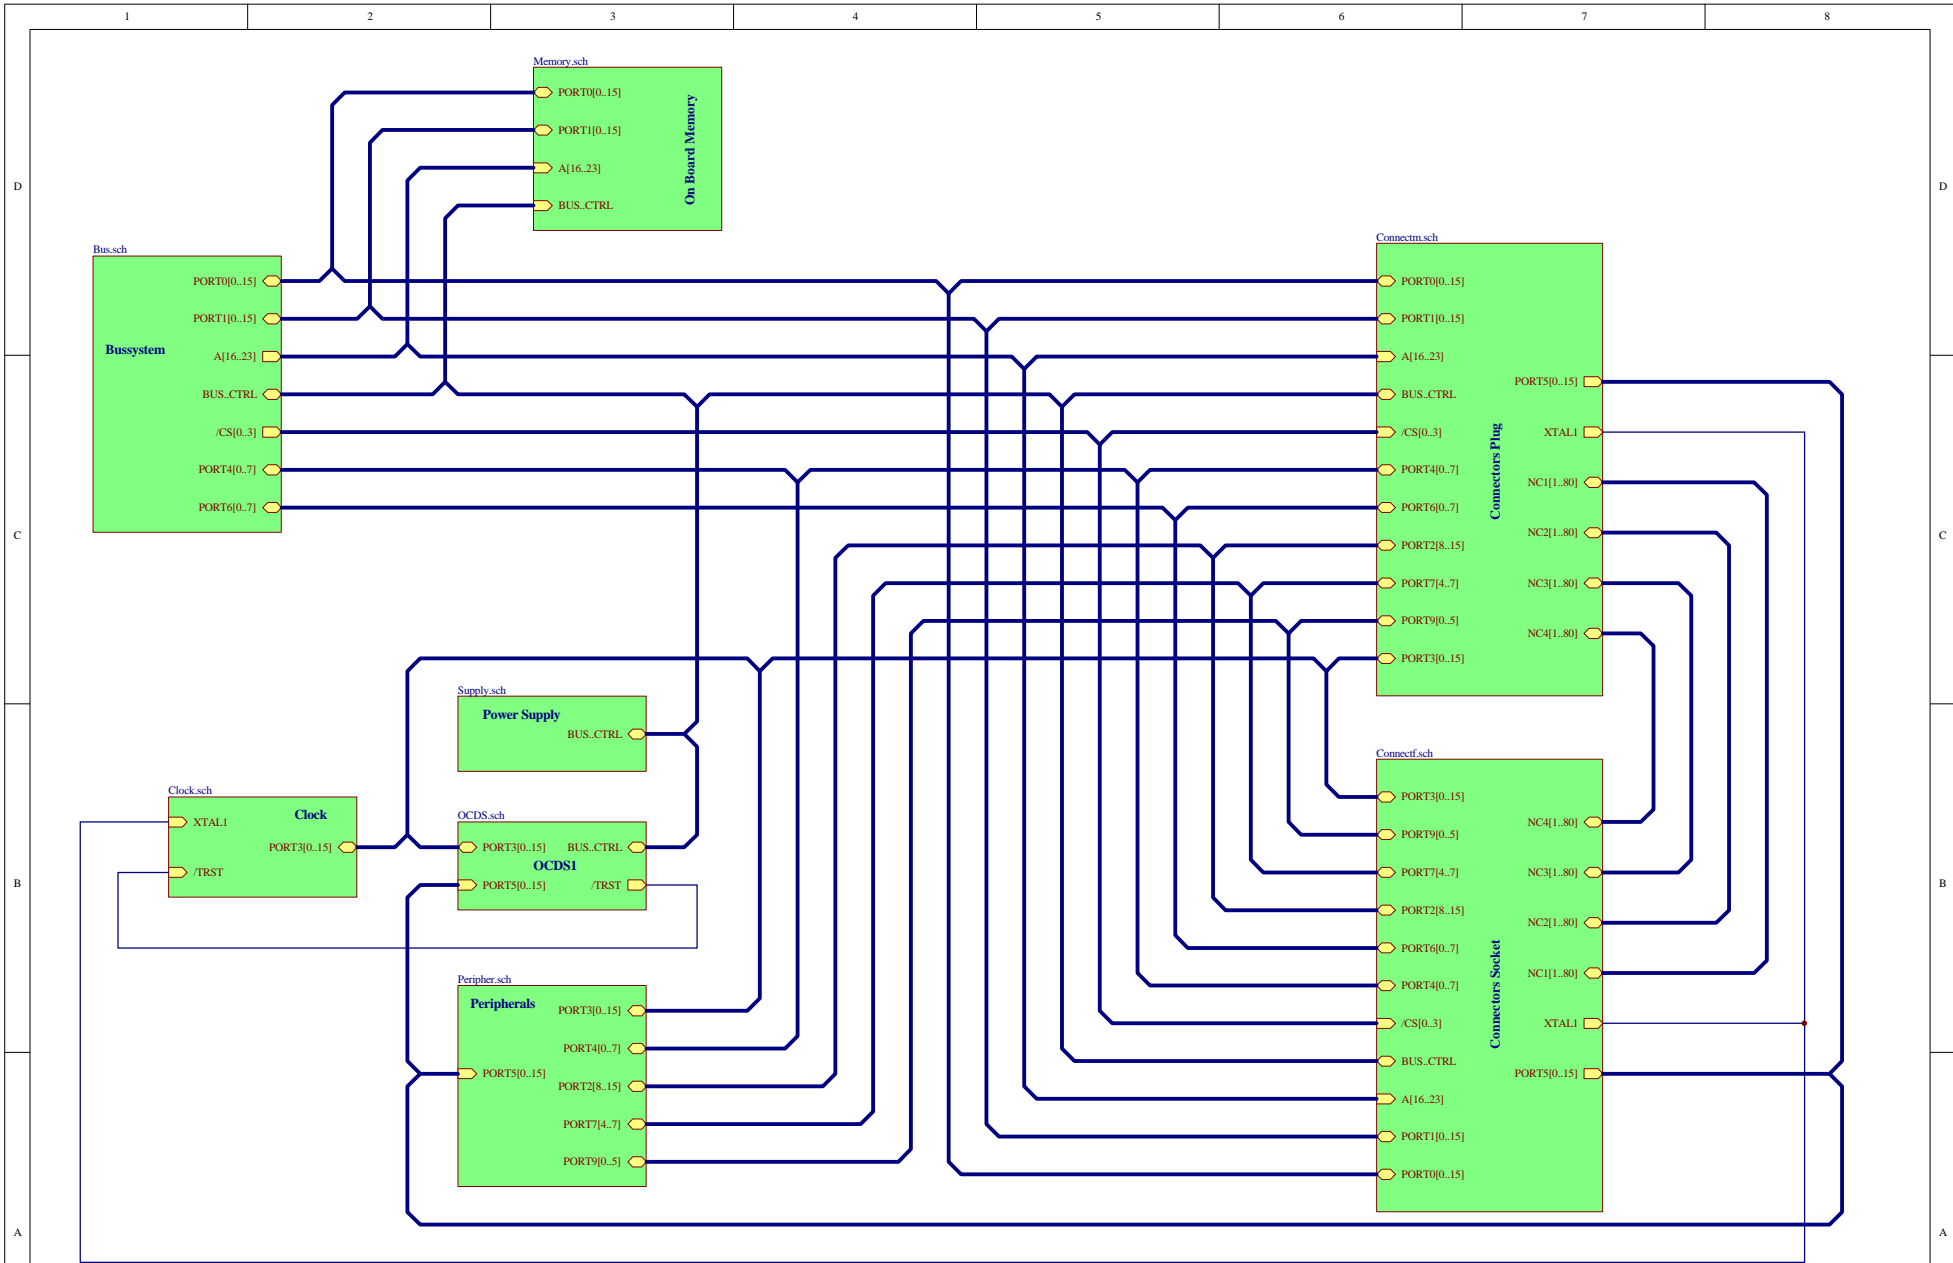 1 2 3 4 5 6 7 8
D
D
C
C
B
B
A
A
Memory.sch
PORT0[0..15]
PORT1[0..15]
A[16..23]
BUS..CTRL
On Board Memory
Bus.sch
PORT0[0..15]
PORT1[0..15]
Bussystem
A[16..23]
BUS..CTRL
/CS[0..3]
PORT4[0..7]
PORT6[0..7]
Connectm.sch
PORT0[0..15]
PORT1[0..15]
A[16..23]
BUS..CTRL
/CS[0..3]
PORT4[0..7]
PORT6[0..7]
PORT2[8..15]
PORT7[4..7]
PORT9[0..5]
PORT3[0..15]
Connectors Plug
PORT5[0..15]
XTAL1
NC1[1..80]
NC2[1..80]
NC3[1..80]
NC4[1..80]
Supply.sch
Power Supply
BUS..CTRL
Clock.sch
Clock
XTAL1
PORT3[0..15]
/TRST
OCDS.sch
PORT3[0..15] BUS..CTRL
OCDS1
PORT5[0..15] /TRST
Peripher.sch
Peripherals
PORT3[0..15]
PORT4[0..7]
PORT5[0..15]
PORT2[8..15]
PORT7[4..7]
PORT9[0..5]
Connectf.sch
PORT3[0..15]
PORT9[0..5]
PORT7[4..7]
PORT2[8..15]
PORT6[0..7]
PORT4[0..7]
/CS[0..3]
BUS..CTRL
A[16..23]
PORT1[0..15]
PORT0[0..15]
Connectors Socket
NC4[1..80]
NC3[1..80]
NC2[1..80]
NC1[1..80]
XTAL1
PORT5[0..15]